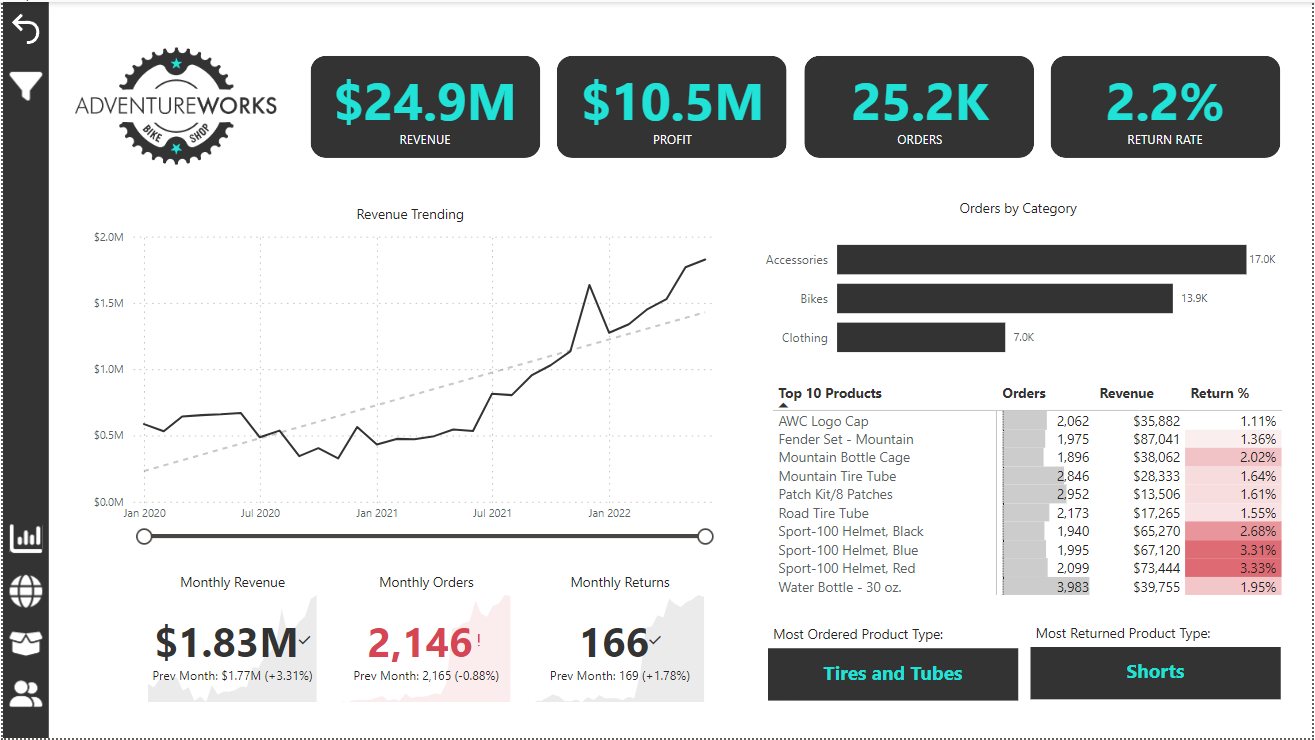 ADVENTUREWORKS
BIKE SHOP
$24.9M
REVENUE
$10.5M
PROFIT
25.2K
ORDERS
2.2%
RETURN RATE
Revenue Trending
$2.0M
$1.5M
$1.0M
$0.5M
$0.0M
Jan 2020 Jul 2020 Jan 2021 Jul 2021 Jan 2022
Orders by Category
Accessories 17.0K
Bikes 13.9K
Clothing 7.0K
Top 10 Products Orders Revenue Return %
AWC Logo Cap 2,062 $35,882 1.11%
Fender Set - Mountain 1,975 $87,041 1.36%
Mountain Bottle Cage 1,896 $38,062 2.02%
Mountain Tire Tube 2,846 $28,333 1.64%
Patch Kit/8 Patches 2,952 $13,506 1.61%
Road Tire Tube 2,173 $17,265 1.55%
Sport-100 Helmet, Black 1,940 $65,270 2.68%
Sport-100 Helmet, Blue 1,995 $67,120 3.31%
Sport-100 Helmet, Red 2,099 $73,444 3.33%
Water Bottle - 30 oz. 3,983 $39,755 1.95%
Monthly Revenue
$1.83M
Prev Month: $1.77M (+3.31%)
Monthly Orders
2,146!
Prev Month: 2,165 (-0.88%)
Monthly Returns
166
Prev Month: 169 (+1.78%)
Most Ordered Product Type:
Tires and Tubes
Most Returned Product Type:
Shorts